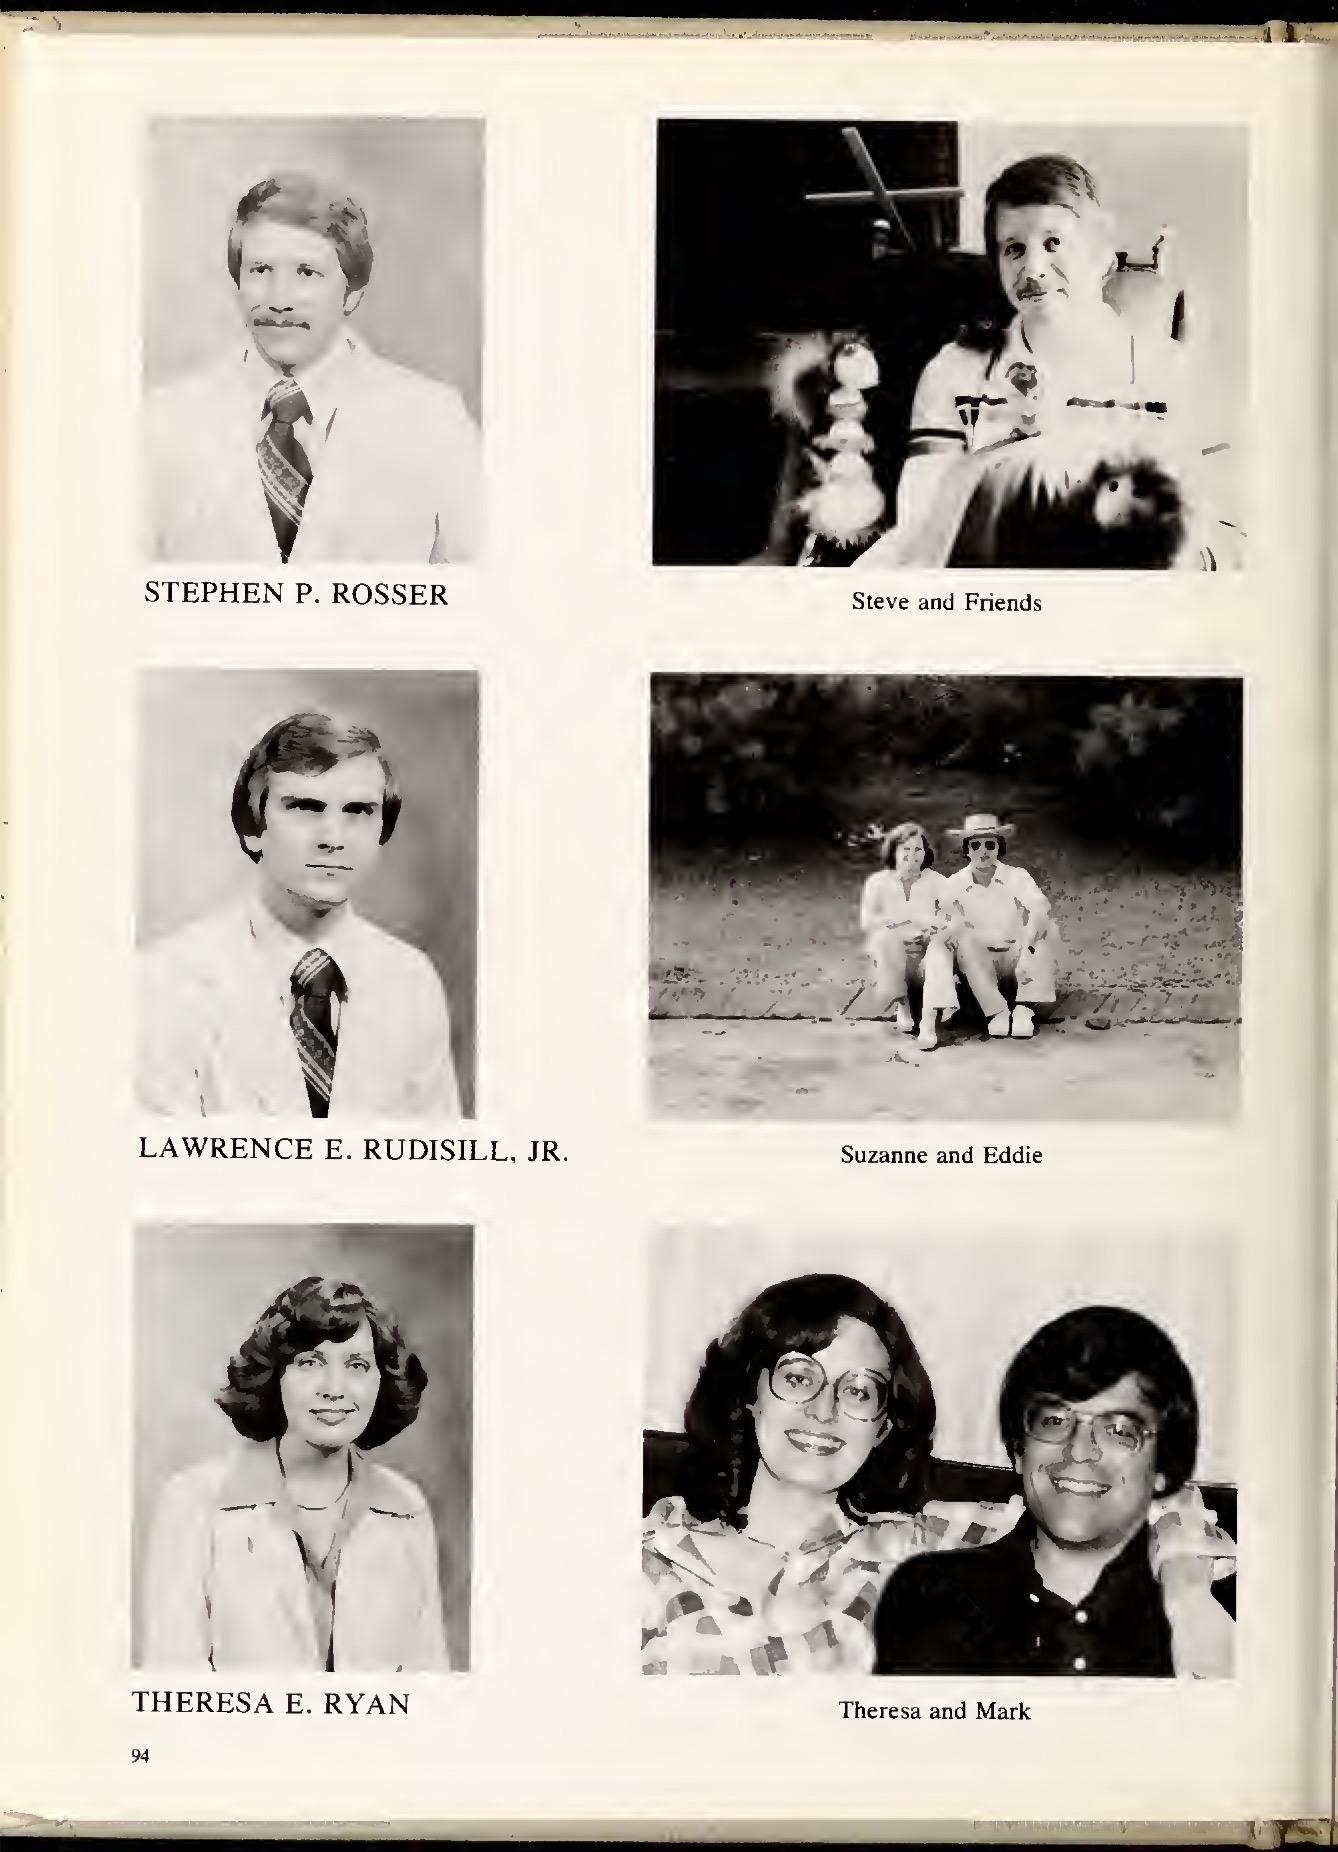 STEPHEN P. ROSSER
Steve and Friends
LAWRENCE E. RUDISILL, JR.
Suzanne and Eddie
THERESA E. RYAN
Theresa and Mark
94